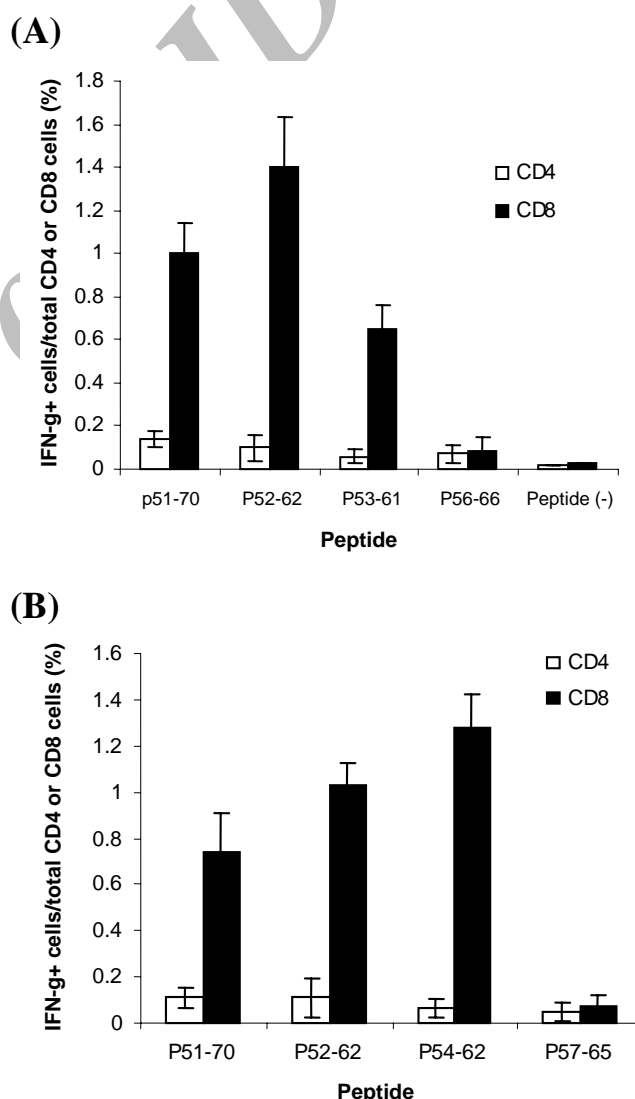 (A)
1.8
1.6
1.4
1.2
1
0.8
0.6
0.4
0.2
0
IFN-g+ cells/total CD4 or CD8 cells (%)
CD4
CD8
p51-70 P52-62 P53-61 P56-66 Peptide (-)
Peptide
(B)
1.6
1.4
1.2
1
0.8
0.6
0.4
0.2
0
IFN-g+ cells/total CD4 or CD8 cells (%)
CD4
CD8
P51-70 P52-62 P54-62 P57-65
Peptide